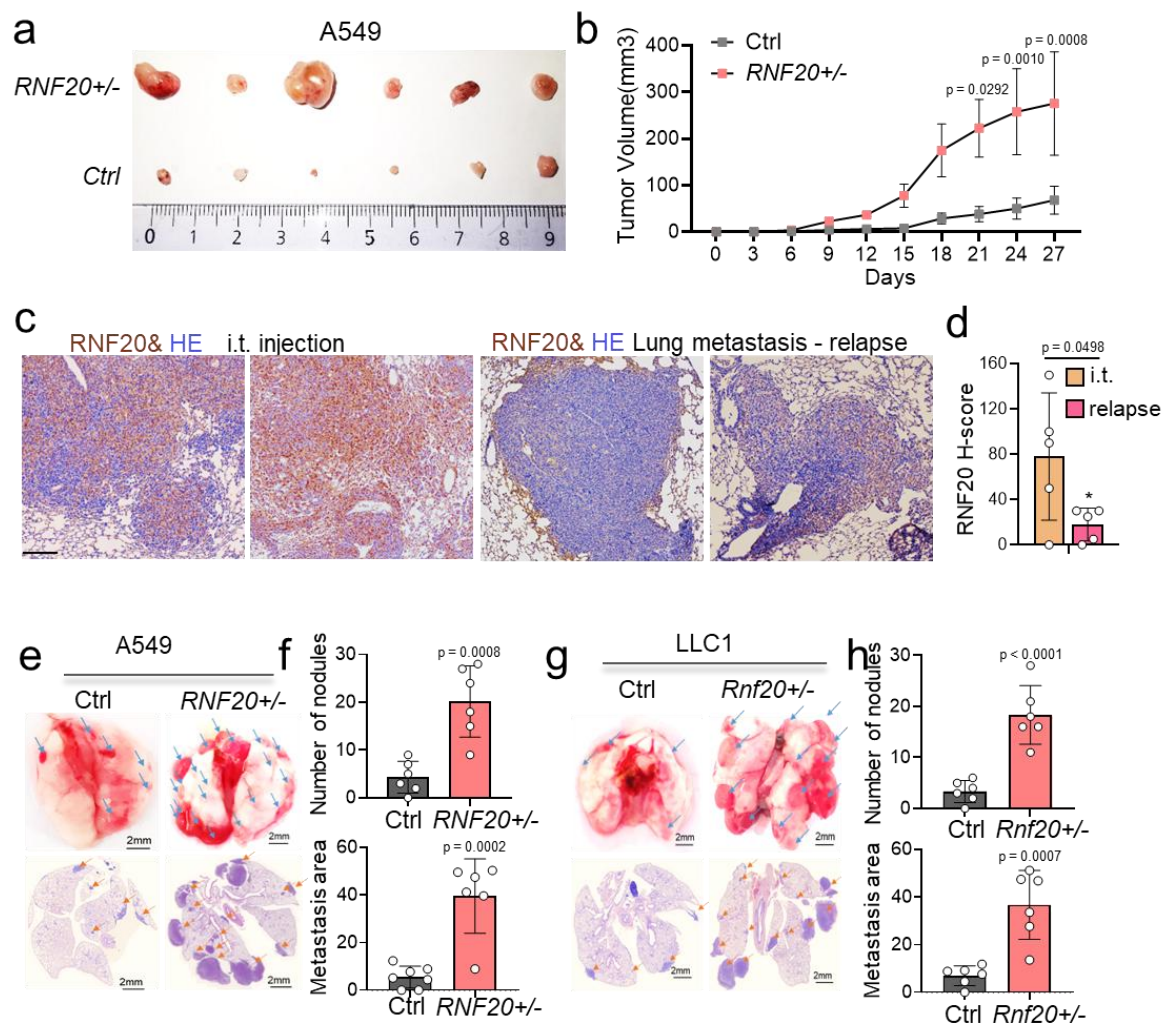 a
A549
RNF20+/-
Ctrl
0 1 2 3 4 5 6 7 8 9
b
Tumor Volume(mm3)
400
300
200
100
0
Ctrl
RNF20+/-
p = 0.0292
p = 0.0010
p = 0.0008
0 3 6 9 12 15 18 21 24 27
Days
c
RNF20& HE i.t. injection
RNF20& HE Lung metastasis - relapse
d
RNF20 H-score
160
120
80
40
0
p = 0.0498
i.t.
relapse
*
e
A549
Ctrl RNF20+/-
2mm
2mm
2mm
2mm
f
Number of nodules
30
20
10
0
p = 0.0008
Ctrl RNF20+/-
Metastasis area
60
40
20
0
p = 0.0002
Ctrl RNF20+/-
g
LLC1
Ctrl Rnf20+/-
2mm
2mm
2mm
2mm
h
Number of nodules
30
20
10
0
p < 0.0001
Ctrl Rnf20+/-
Metastasis area
60
40
20
0
p = 0.0007
Ctrl Rnf20+/-